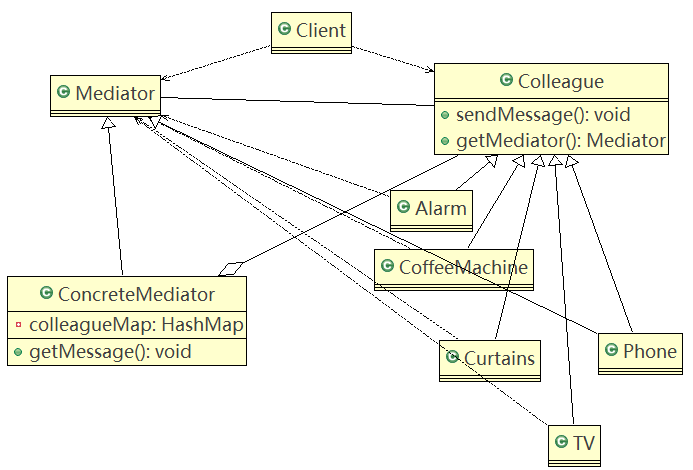 C Client
C Mediator
C Colleague
sendMessage(): void
getMediator(): Mediator
C Alarm
C CoffeeMachine
C ConcreteMediator
colleagueMap: HashMap
getMessage(): void
C Curtains
C Phone
C TV